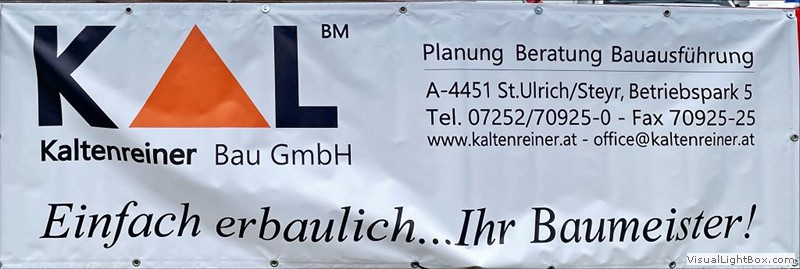 KAL BM
Kaltenreiner Bau GmbH
Planung Beratung Bauausführung
A-4451 St.Ulrich/Steyr, Betriebspark 5
Tel. 07252/70925-0 - Fax 70925-25
www.kaltenreiner.at - office@kaltenreiner.at
Einfach erbaulich...Ihr Baumeister!
VisualLightBox.com